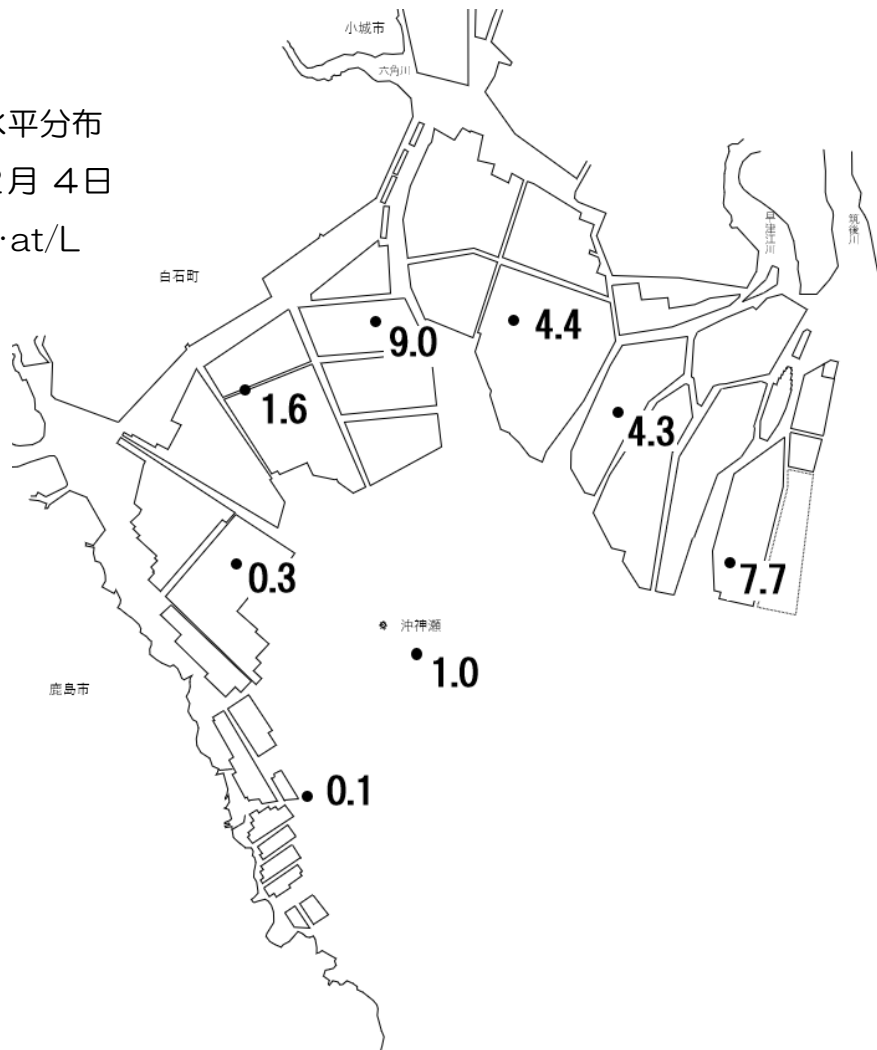 小城市
六角川
水平分布
月 4日
・at/L
早津江川
筑後川
白石町
9.0
4.4
1.6
4.3
0.3
7.7
沖神瀬
1.0
鹿島市
0.1